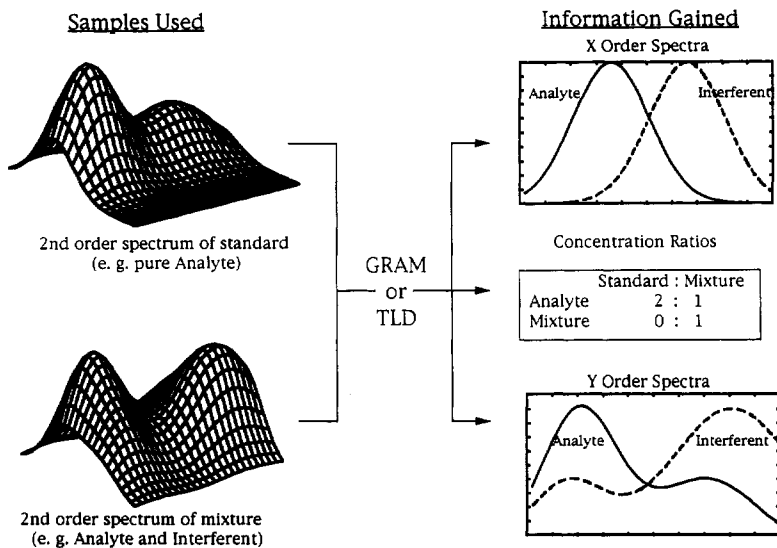 Samples Used
2nd order spectrum of standard
(e. g. pure Analyte)
2nd order spectrum of mixture
(e. g. Analyte and Interferent)
GRAM
or
TLD
Information Gained
X Order Spectra
Analyte
Interferent
Concentration Ratios
Standard : Mixture
Analyte 2 : 1
Mixture 0 : 1
Y Order Spectra
Analyte
Interferent